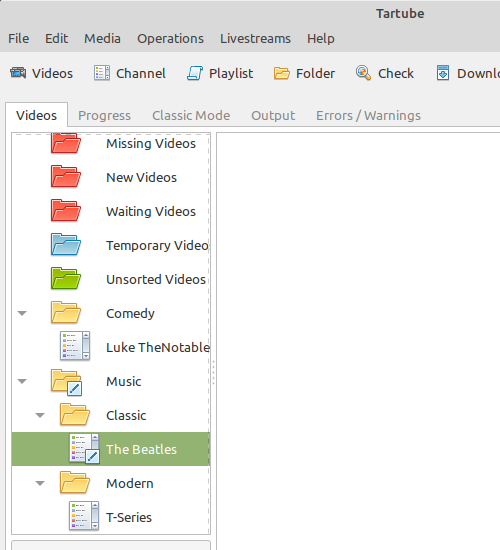 Tartube
File Edit Media Operations Livestreams Help
Videos Channel Playlist Folder Check Downlo
Videos Progress Classic Mode Output Errors / Warnings
Missing Videos
New Videos
Waiting Videos
Temporary Video
Unsorted Videos
Comedy
Luke TheNotable
Music
Classic
The Beatles
Modern
T-Series